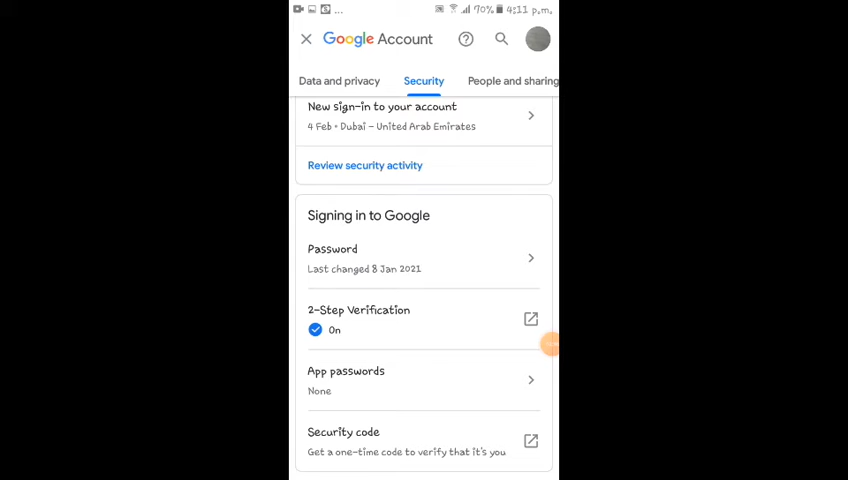 ... 70% 4:11 p.m.
Google Account
Data and privacy Security People and sharing
New sign-in to your account
4 Feb • Dubai – United Arab Emirates
Review security activity
Signing in to Google
Password
Last changed 8 Jan 2021
2-Step Verification
On
App passwords
None
Security code
Get a one-time code to verify that it's you